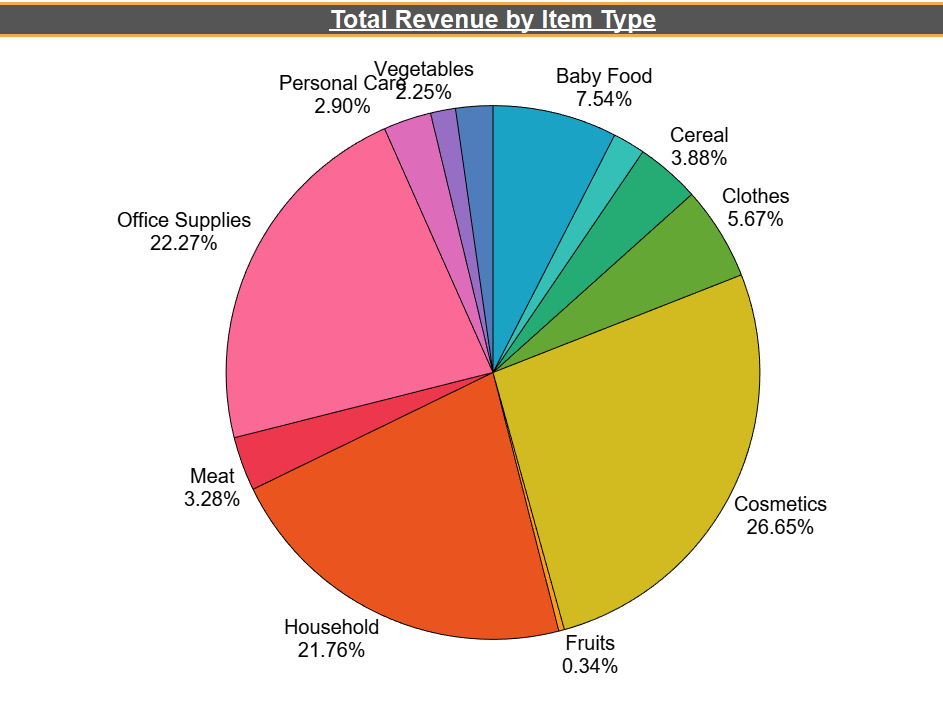 Total Revenue by Item Type
Vegetables
2.25%
Baby Food
7.54%
Personal Care
2.90%
Cereal
3.88%
Clothes
5.67%
Office Supplies
22.27%
Meat
3.28%
Cosmetics
26.65%
Household
21.76%
Fruits
0.34%